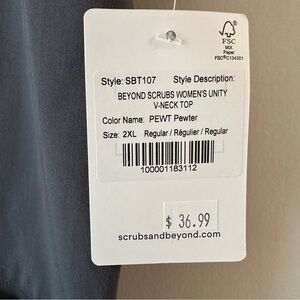 FSC
MIX
Paper
FSC® C134301
Style: SBT107 Style Description:
BEYOND SCRUBS WOMEN'S UNITY
V-NECK TOP
Color Name: PEWT Pewter
Size: 2XL Regular / Régulier / Regular
100001183112
$ 36.99
scrubsandbeyond.com